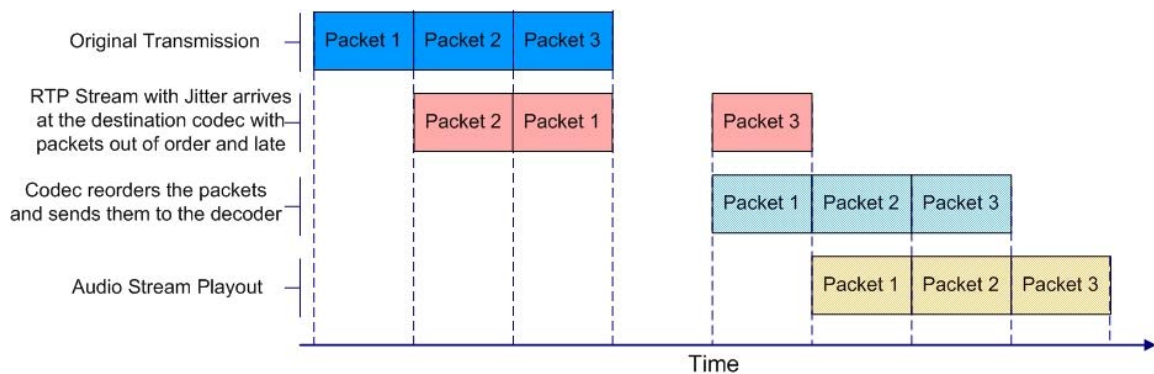 Original Transmission
Packet 1
Packet 2
Packet 3
RTP Stream with Jitter arrives
at the destination codec with
packets out of order and late
Packet 2
Packet 1
Packet 3
Codec reorders the packets
and sends them to the decoder
Packet 1
Packet 2
Packet 3
Audio Stream Playout
Packet 1
Packet 2
Packet 3
Time